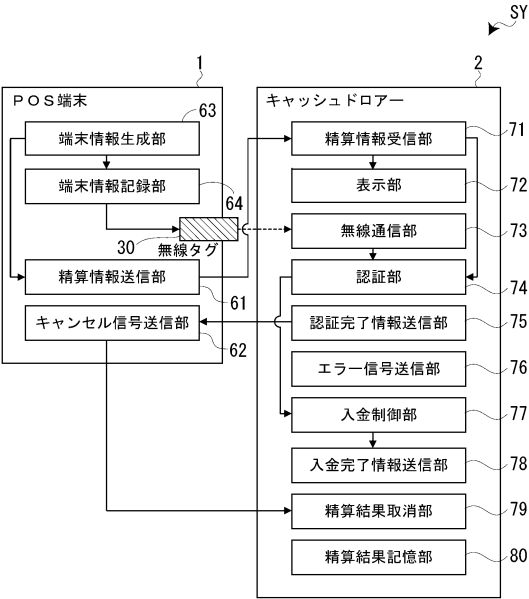 SY
1
POS端末
63
端末情報生成部
端末情報記録部
64
30
無線タグ
精算情報送信部
61
キャンセル信号送信部
62
2
キャッシュドロアー
精算情報受信部
71
表示部
72
無線通信部
73
認証部
74
認証完了情報送信部
75
エラー信号送信部
76
入金制御部
77
入金完了情報送信部
78
精算結果取消部
79
精算結果記憶部
80